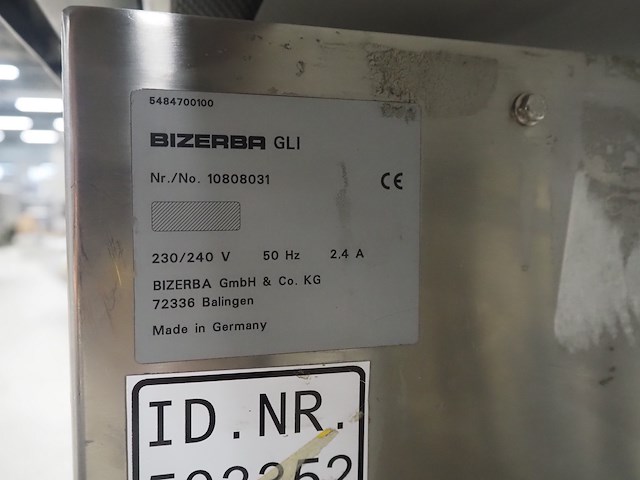 5484700100
BIZERBA GLI
Nr./No. 10808031
CE
230/240 V 50 Hz 2.4 A
BIZERBA GmbH & Co. KG
72336 Balingen
Made in Germany
ID.NR.